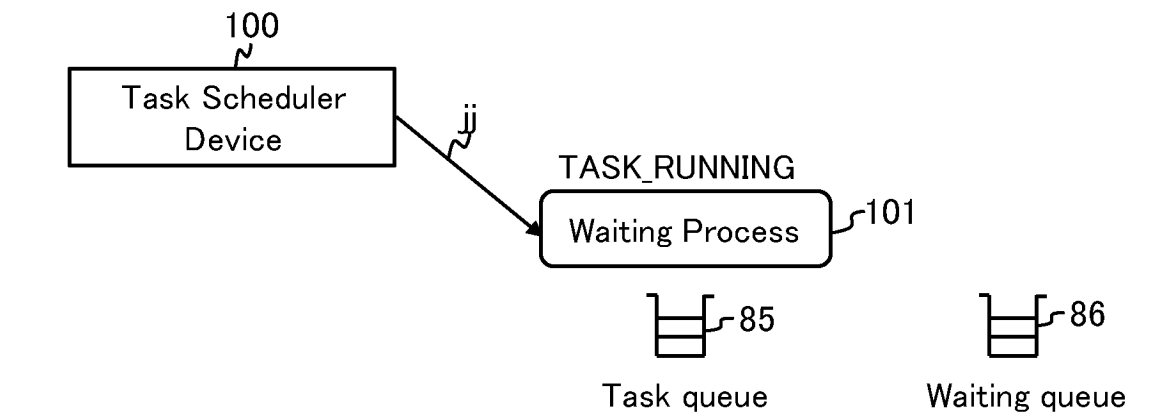 100
Task Scheduler
Device
jj
TASK_RUNNING
Waiting Process
101
85
86
Task queue
Waiting queue